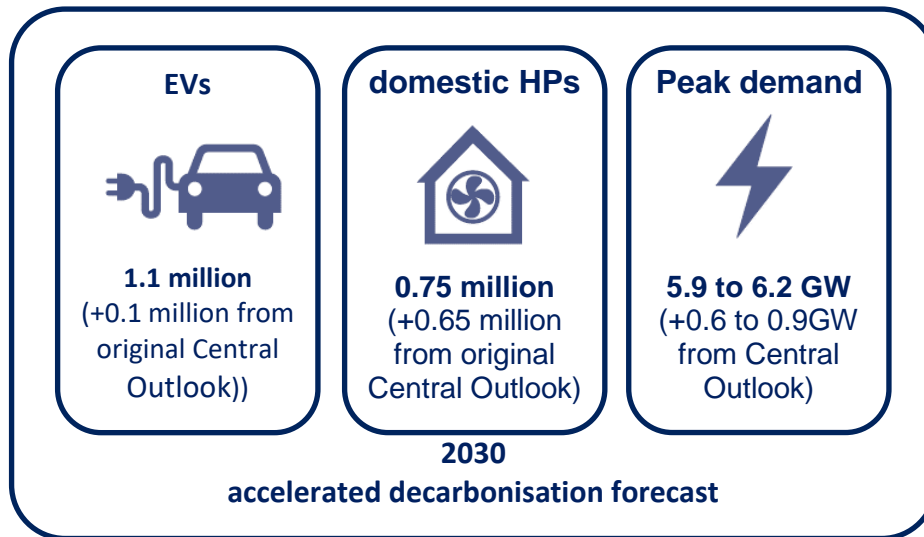 EVs
1.1 million
(+0.1 million from
original Central
Outlook))
domestic HPs
0.75 million
(+0.65 million
from original
Central Outlook)
Peak demand
5.9 to 6.2 GW
(+0.6 to 0.9GW
from Central
Outlook)
2030
accelerated decarbonisation forecast